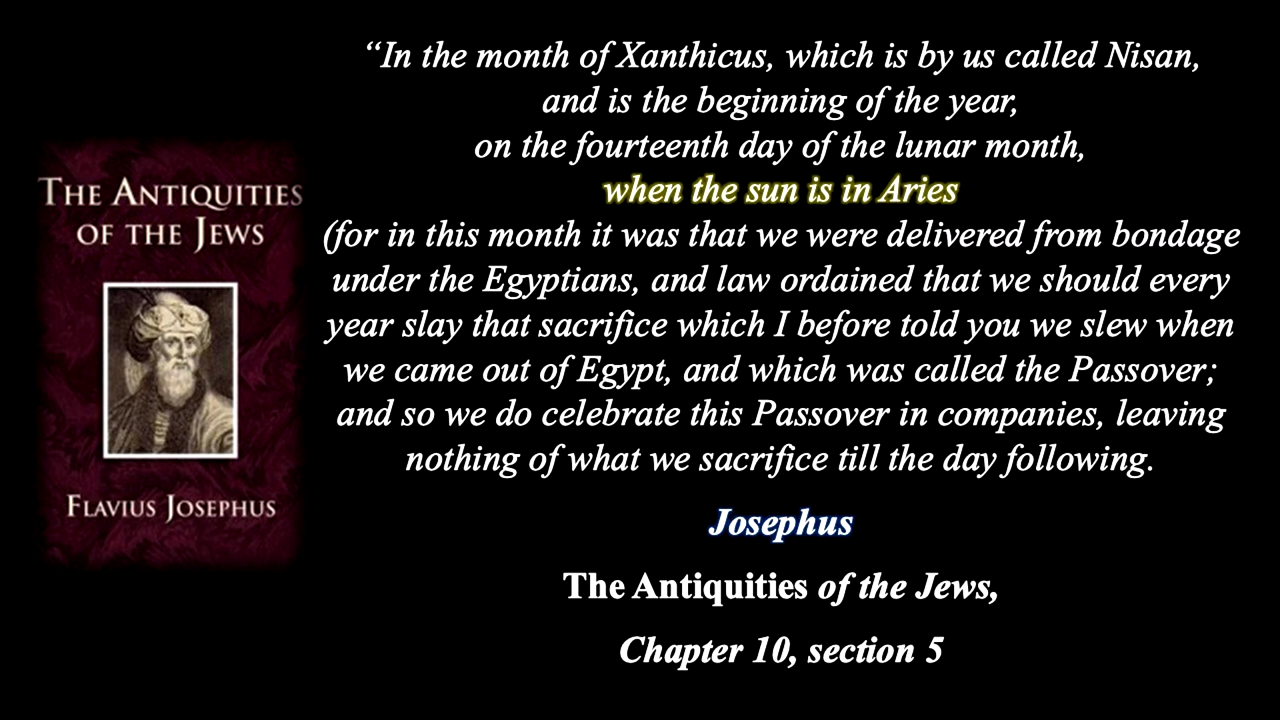 THE ANTIQUITIES
OF THE JEWS
FLAVIUS JOSEPHUS
“In the month of Xanthicus, which is by us called Nisan,
and is the beginning of the year,
on the fourteenth day of the lunar month,
when the sun is in Aries
(for in this month it was that we were delivered from bondage
under the Egyptians, and law ordained that we should every
year slay that sacrifice which I before told you we slew when
we came out of Egypt, and which was called the Passover;
and so we do celebrate this Passover in companies, leaving
nothing of what we sacrifice till the day following.
Josephus
The Antiquities of the Jews,
Chapter 10, section 5